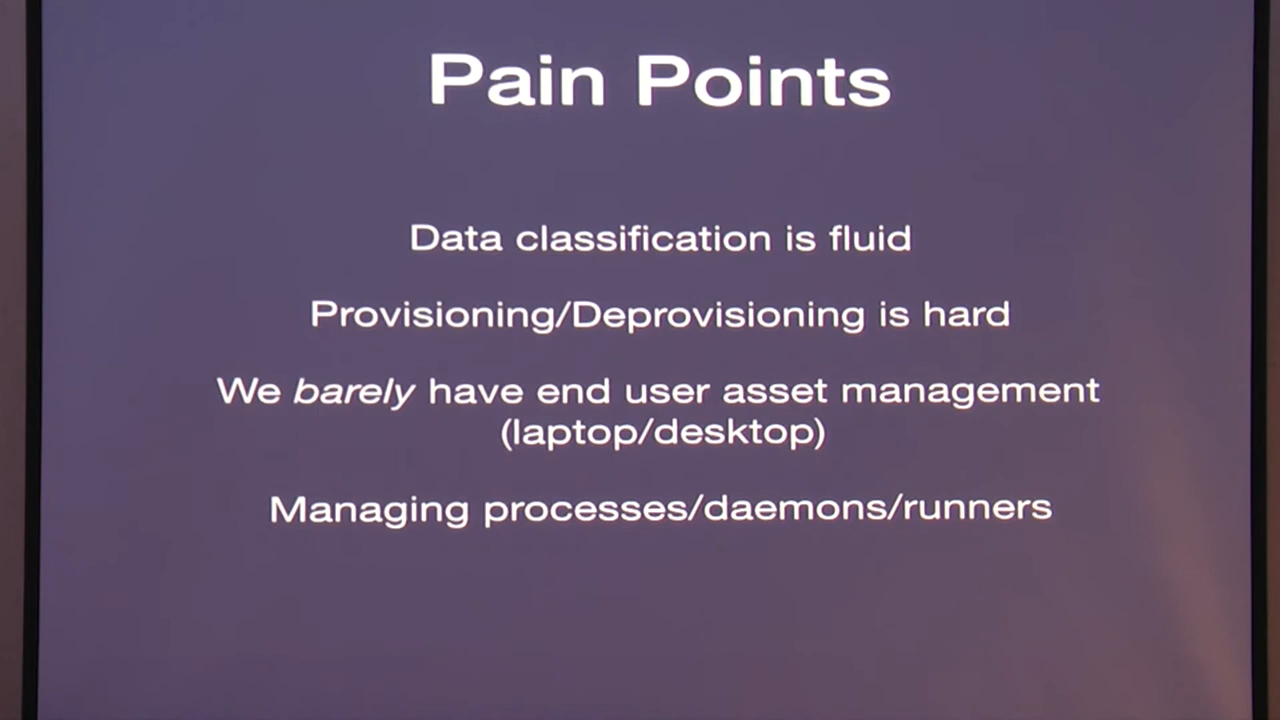 Pain Points
Data classification is fluid
Provisioning/Deprovisioning is hard
We barely have end user asset management
(laptop/desktop)
Managing processes/daemons/runners